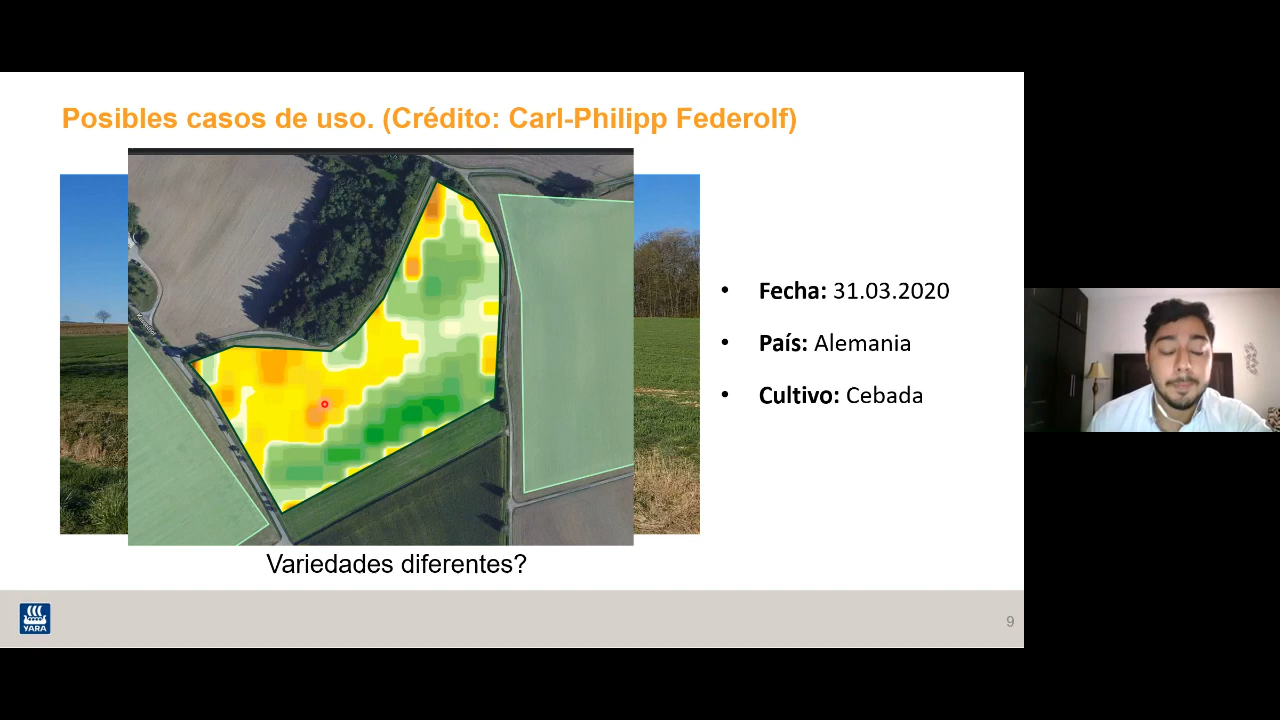 Posibles casos de uso. (Crédito: Carl-Philipp Federolf)
• Fecha: 31.03.2020
• País: Alemania
• Cultivo: Cebada
Variedades diferentes?
YARA
9